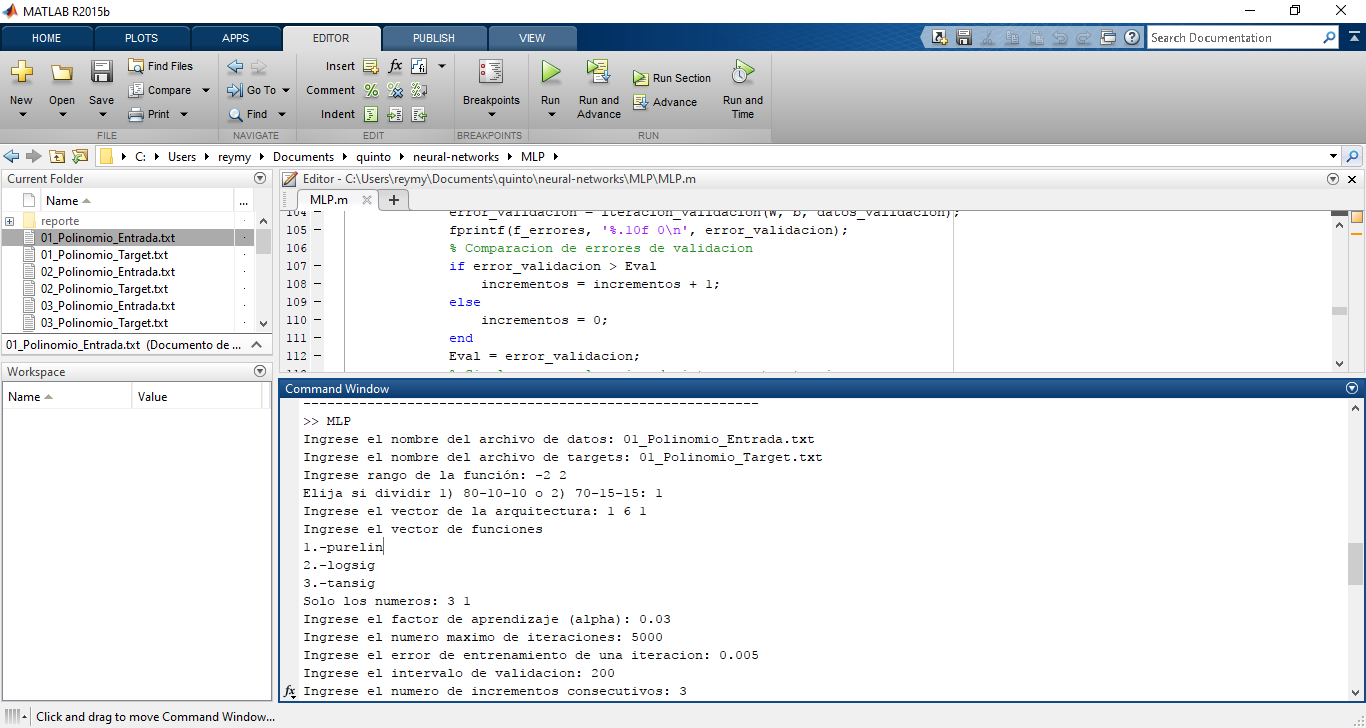 MATLAB R2015b
HOME PLOTS APPS EDITOR PUBLISH VIEW
Search Documentation
New Open Save
Find Files
Compare
Print
FILE
Go To
Find
NAVIGATE
Insert fx
Comment
Indent
EDIT
Breakpoints
BREAKPOINTS
Run
Run and Advance
Run Section
Advance
Run and Time
RUN
C: Users reymy Documents quinto neural-networks MLP
Current Folder
Name ...
reporte
01_Polinomio_Entrada.txt
01_Polinomio_Target.txt
02_Polinomio_Entrada.txt
02_Polinomio_Target.txt
03_Polinomio_Entrada.txt
03_Polinomio_Target.txt
01_Polinomio_Entrada.txt (Documento de ...
Workspace
Name Value
Editor - C:\Users\reymy\Documents\quinto\neural-networks\MLP\MLP.m
MLP.m
104 - error_validacion = iteracion_validacion(W, b, datos_validacion);
105 - fprintf(f_errores, '%.10f 0\n', error_validacion);
106 % Comparacion de errores de validacion
107 - if error_validacion > Eval
108 - incrementos = incrementos + 1;
109 - else
110 - incrementos = 0;
111 - end
112 - Eval = error_validacion;
Command Window
>> MLP
Ingrese el nombre del archivo de datos: 01_Polinomio_Entrada.txt
Ingrese el nombre del archivo de targets: 01_Polinomio_Target.txt
Ingrese rango de la función: -2 2
Elija si dividir 1) 80-10-10 o 2) 70-15-15: 1
Ingrese el vector de la arquitectura: 1 6 1
Ingrese el vector de funciones
1.-purelin
2.-logsig
3.-tansig
Solo los numeros: 3 1
Ingrese el factor de aprendizaje (alpha): 0.03
Ingrese el numero maximo de iteraciones: 5000
Ingrese el error de entrenamiento de una iteracion: 0.005
Ingrese el intervalo de validacion: 200
fx Ingrese el numero de incrementos consecutivos: 3
Click and drag to move Command Window...